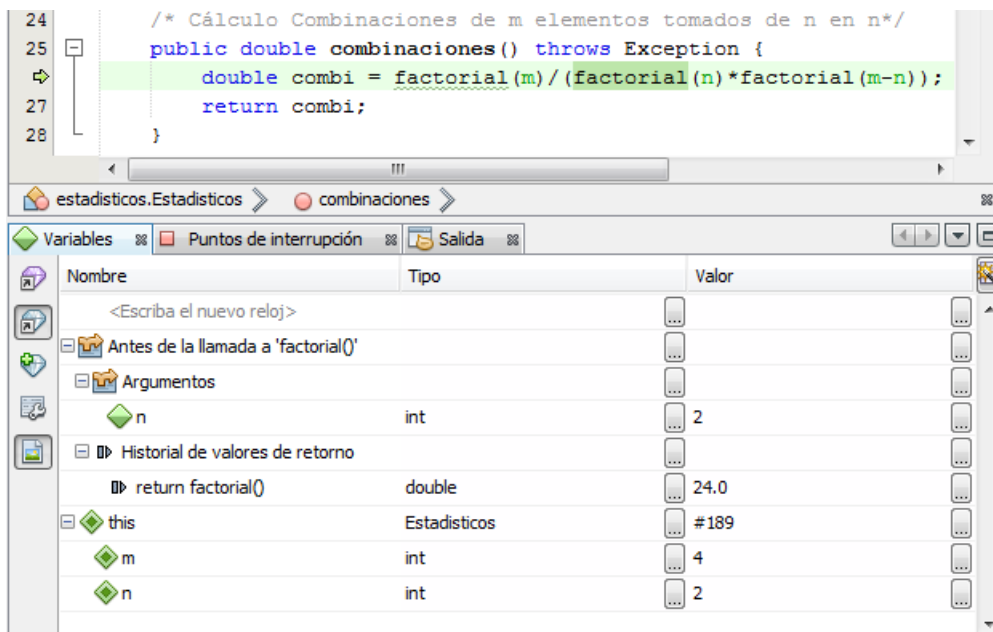 24 /* Cálculo Combinaciones de m elementos tomados de n en n*/
25 public double combinaciones() throws Exception {
double combi = factorial(m)/(factorial(n)*factorial(m-n));
27 return combi;
28 }
estadisticos.Estadisticos combinaciones
Variables Puntos de interrupción Salida
Nombre Tipo Valor
<Escriba el nuevo reloj>
Antes de la llamada a 'factorial()'
Argumentos
n int 2
Historial de valores de retorno
return factorial() double 24.0
this Estadisticos #189
m int 4
n int 2